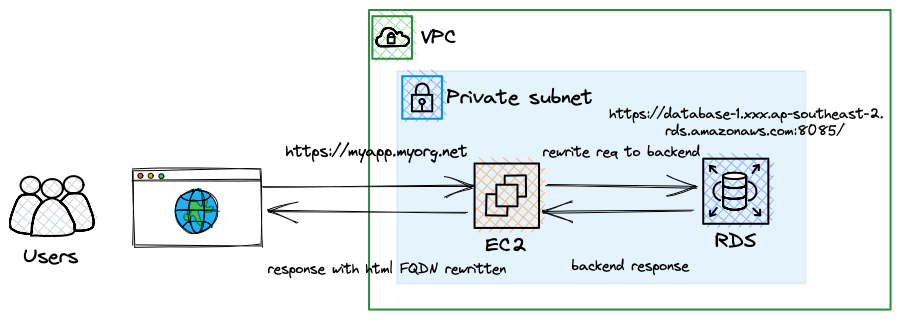 VPC
Private subnet
https://database-1.xxx.ap-southeast-2.
rds.amazonaws.com:8085/
https://myapp.myorg.net
rewrite req to backend
EC2
RDS
Users
response with html FQDN rewritten
backend response